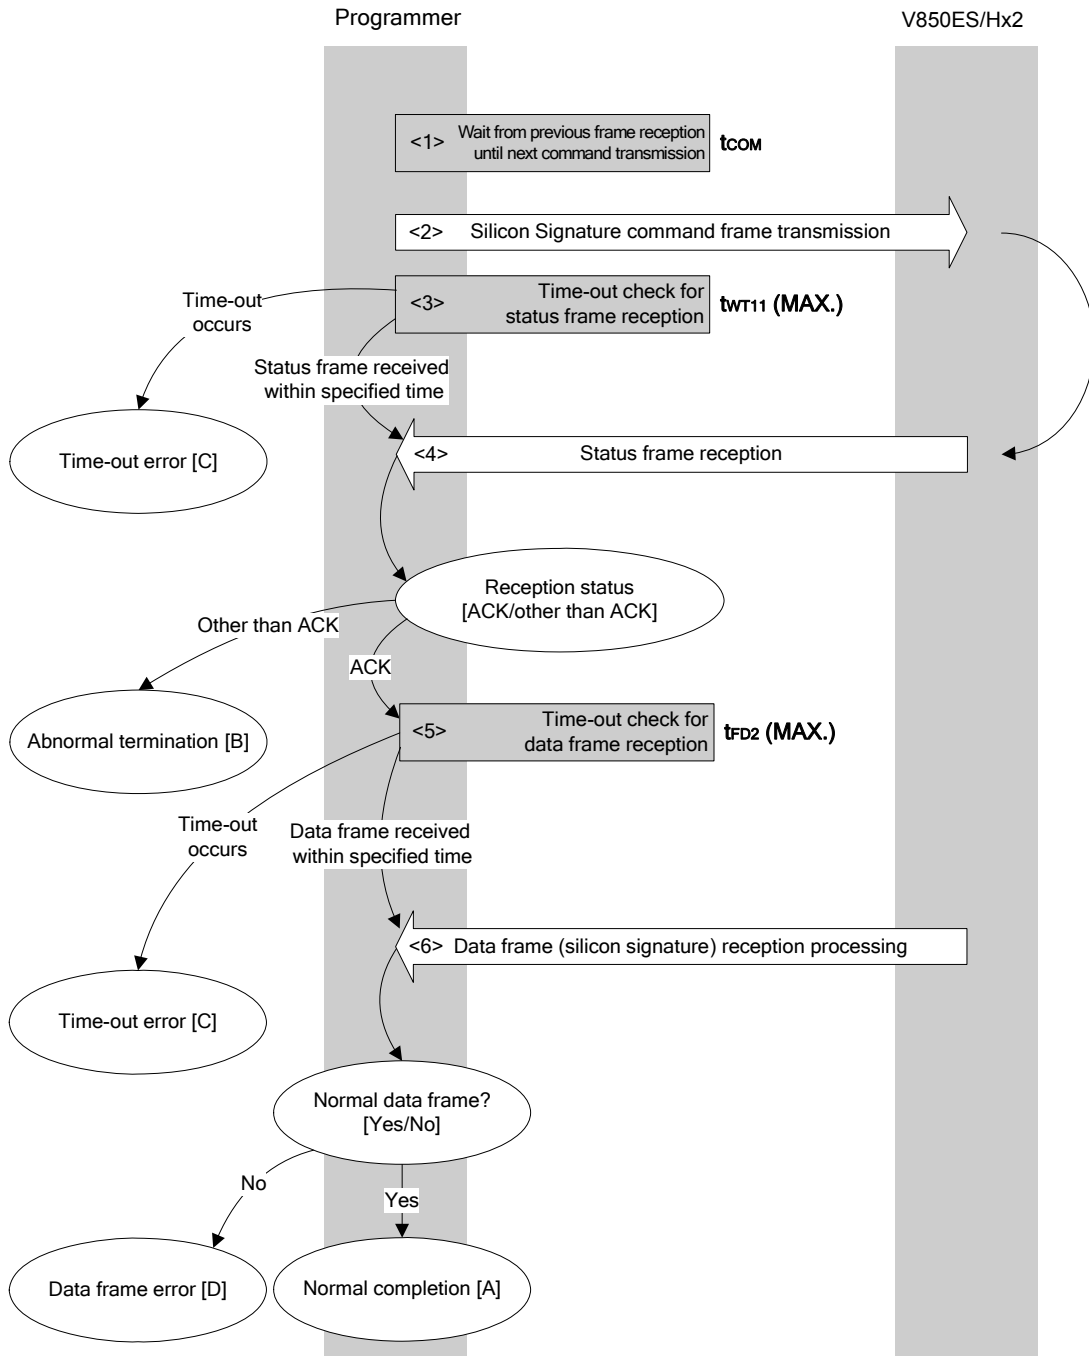 Programmer
V850ES/Hx2
<1> Wait from previous frame reception
until next command transmission
tCOM
<2> Silicon Signature command frame transmission
<3> Time-out check for
status frame reception
tWT11 (MAX.)
Time-out
occurs
Status frame received
within specified time
Time-out error [C]
<4> Status frame reception
Reception status
[ACK/other than ACK]
Other than ACK
ACK
Abnormal termination [B]
<5> Time-out check for
data frame reception
tFD2 (MAX.)
Time-out
occurs
Data frame received
within specified time
<6> Data frame (silicon signature) reception processing
Time-out error [C]
Normal data frame?
[Yes/No]
No
Yes
Data frame error [D]
Normal completion [A]